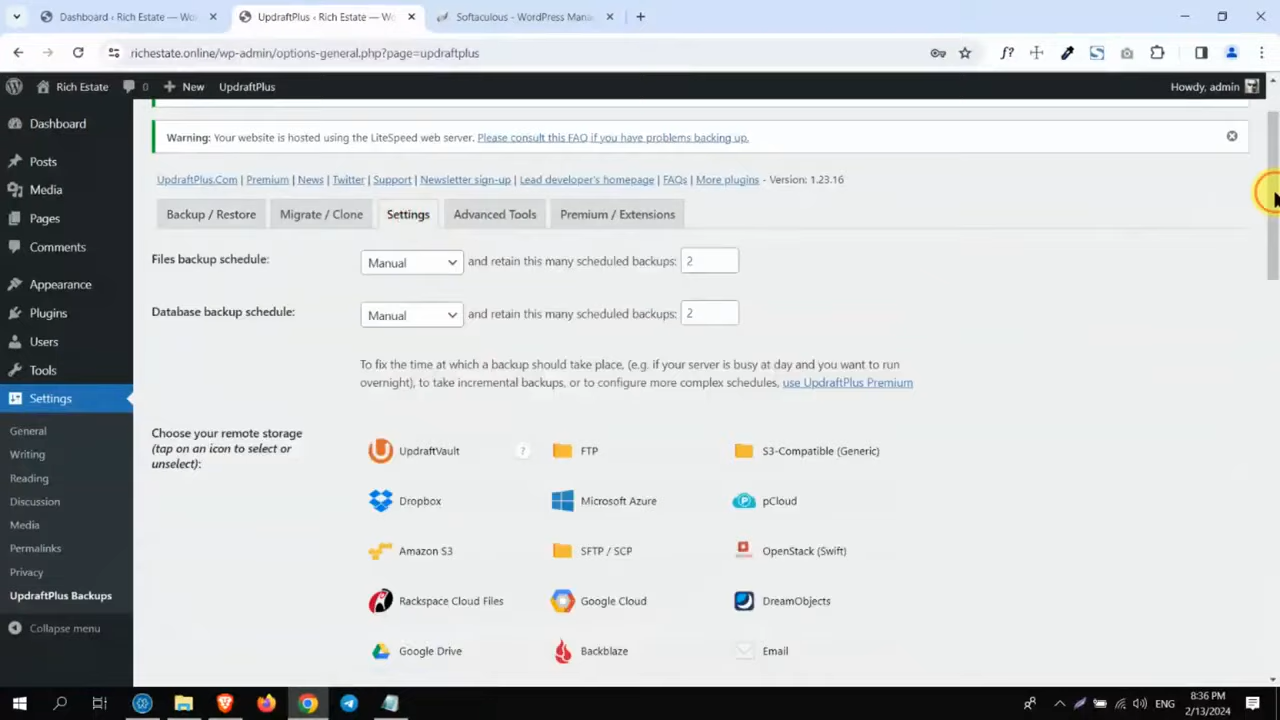 Dashboard ‹ Rich Estate — Wo
UpdraftPlus ‹ Rich Estate — Wo
Softaculous - WordPress Mana
richestate.online/wp-admin/options-general.php?page=updraftplus
Rich Estate
0
New
UpdraftPlus
Howdy, admin
Dashboard
Posts
Media
Pages
Comments
Appearance
Plugins
Users
Tools
Settings
General
Writing
Reading
Discussion
Media
Permalinks
Privacy
UpdraftPlus Backups
Collapse menu
Warning: Your website is hosted using the LiteSpeed web server. Please consult this FAQ if you have problems backing up.
UpdraftPlus.Com | Premium | News | Twitter | Support | Newsletter sign-up | Lead developer's homepage | FAQs | More plugins - Version: 1.23.16
Backup / Restore
Migrate / Clone
Settings
Advanced Tools
Premium / Extensions
Files backup schedule:
Manual
and retain this many scheduled backups: 2
Database backup schedule:
Manual
and retain this many scheduled backups: 2
To fix the time at which a backup should take place, (e.g. if your server is busy at day and you want to run
overnight), to take incremental backups, or to configure more complex schedules, use UpdraftPlus Premium
Choose your remote storage
(tap on an icon to select or
unselect):
UpdraftVault
?
FTP
S3-Compatible (Generic)
Dropbox
Microsoft Azure
pCloud
Amazon S3
SFTP / SCP
OpenStack (Swift)
Rackspace Cloud Files
Google Cloud
DreamObjects
Google Drive
Backblaze
Email
ENG
8:36 PM
2/13/2024